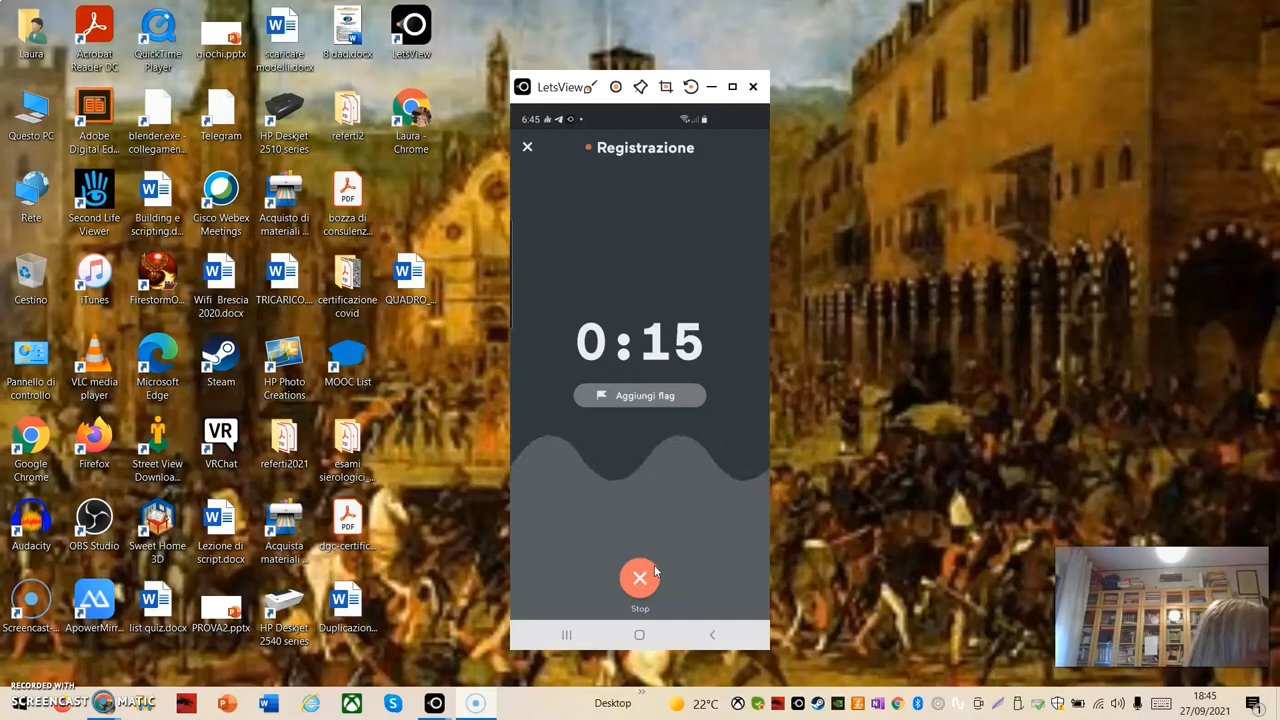 Laura
Acrobat
Reader DC
QuickTime
Player
giochi.pptx
scaricare
modelli.docx
8 dad.docx
LetsView
Questo PC
Adobe
Digital Ed...
blender.exe -
collegamen...
Telegram
HP Deskjet
2510 series
referti2
Laura -
Chrome
Rete
Second Life
Viewer
Building e
scripting.d...
Cisco Webex
Meetings
Acquisto di
materiali ...
PDF
bozza di
consulenz...
Cestino
iTunes
FirestormO...
Wifi Brescia
2020.docx
TRICARICO....
certificazione
covid
QUADRO_...
Pannello di
controllo
VLC media
player
Microsoft
Edge
Steam
HP Photo
Creations
MOOC List
Google
Chrome
Firefox
Street View
Downloa...
VR
VRChat
referti2021
esami
sierologici_...
Audacity
OBS Studio
Sweet Home
3D
Lezione di
script.docx
Acquista
materiali ...
PDF
dgc-certific...
Screencast-...
ApowerMirr...
list quiz.docx
PROVA2.pptx
HP Deskjet
2540 series
Duplicazion...
LetsView
6:45
Registrazione
0:15
Aggiungi flag
Stop
RECORDED WITH
SCREENCAST MATIC
Desktop
22°C
18:45
27/09/2021
1